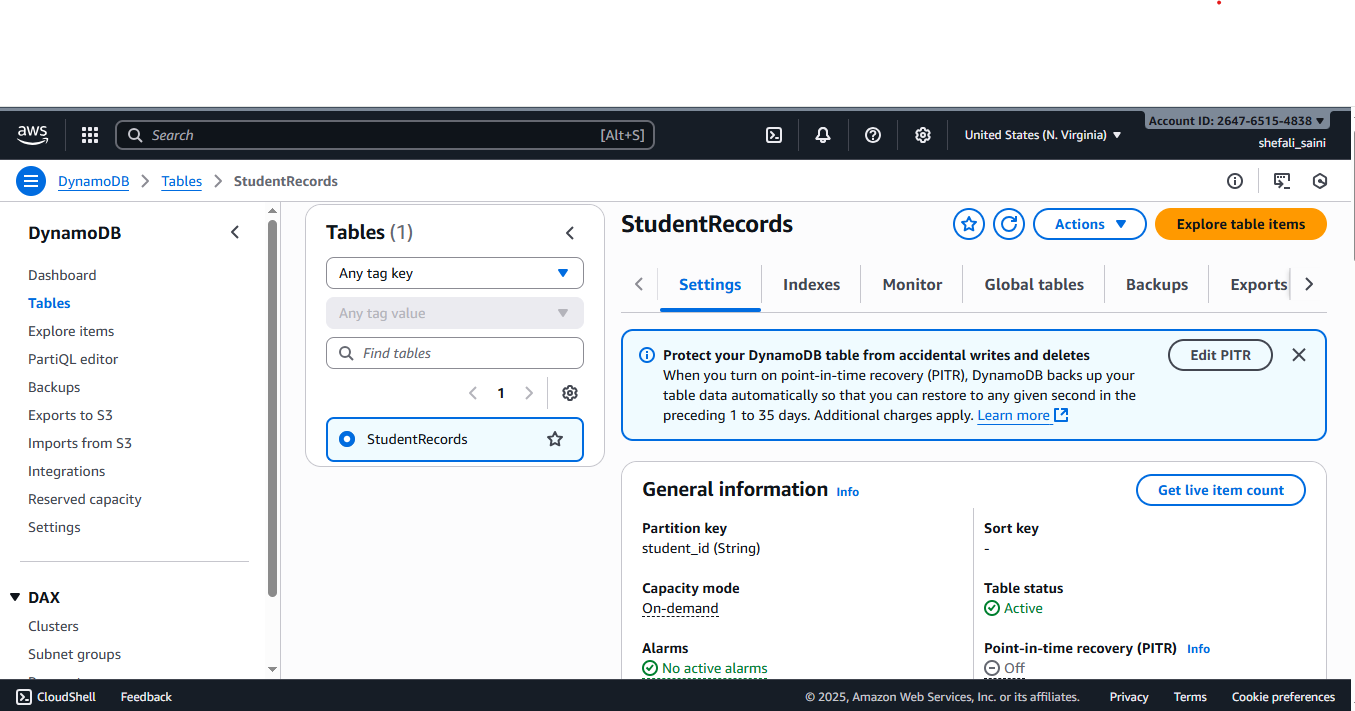 aws
Search [Alt+S]
United States (N. Virginia)
Account ID: 2647-6515-4838
shefali_saini
DynamoDB
Tables
StudentRecords
DynamoDB
Dashboard
Tables
Explore items
PartiQL editor
Backups
Exports to S3
Imports from S3
Integrations
Reserved capacity
Settings
DAX
Clusters
Subnet groups
Tables (1)
Any tag key
Any tag value
Find tables
1
StudentRecords
StudentRecords
Actions
Explore table items
Settings
Indexes
Monitor
Global tables
Backups
Exports
Protect your DynamoDB table from accidental writes and deletes
When you turn on point-in-time recovery (PITR), DynamoDB backs up your
table data automatically so that you can restore to any given second in the
preceding 1 to 35 days. Additional charges apply. Learn more
Edit PITR
General information Info
Get live item count
Partition key
student_id (String)
Sort key
-
Capacity mode
On-demand
Table status
Active
Alarms
No active alarms
Point-in-time recovery (PITR) Info
Off
CloudShell
Feedback
© 2025, Amazon Web Services, Inc. or its affiliates.
Privacy
Terms
Cookie preferences